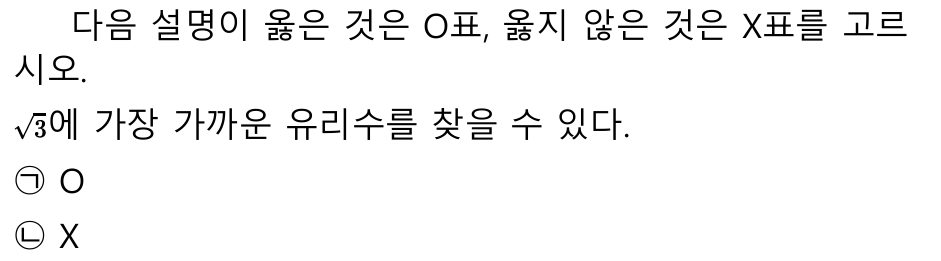 다음 설명이 옳은 것은 O표, 옳지 않은 것은 X표를 고르
시오.
√3에 가장 가까운 유리수를 찾을 수 있다.
㉠ O
㉡ X